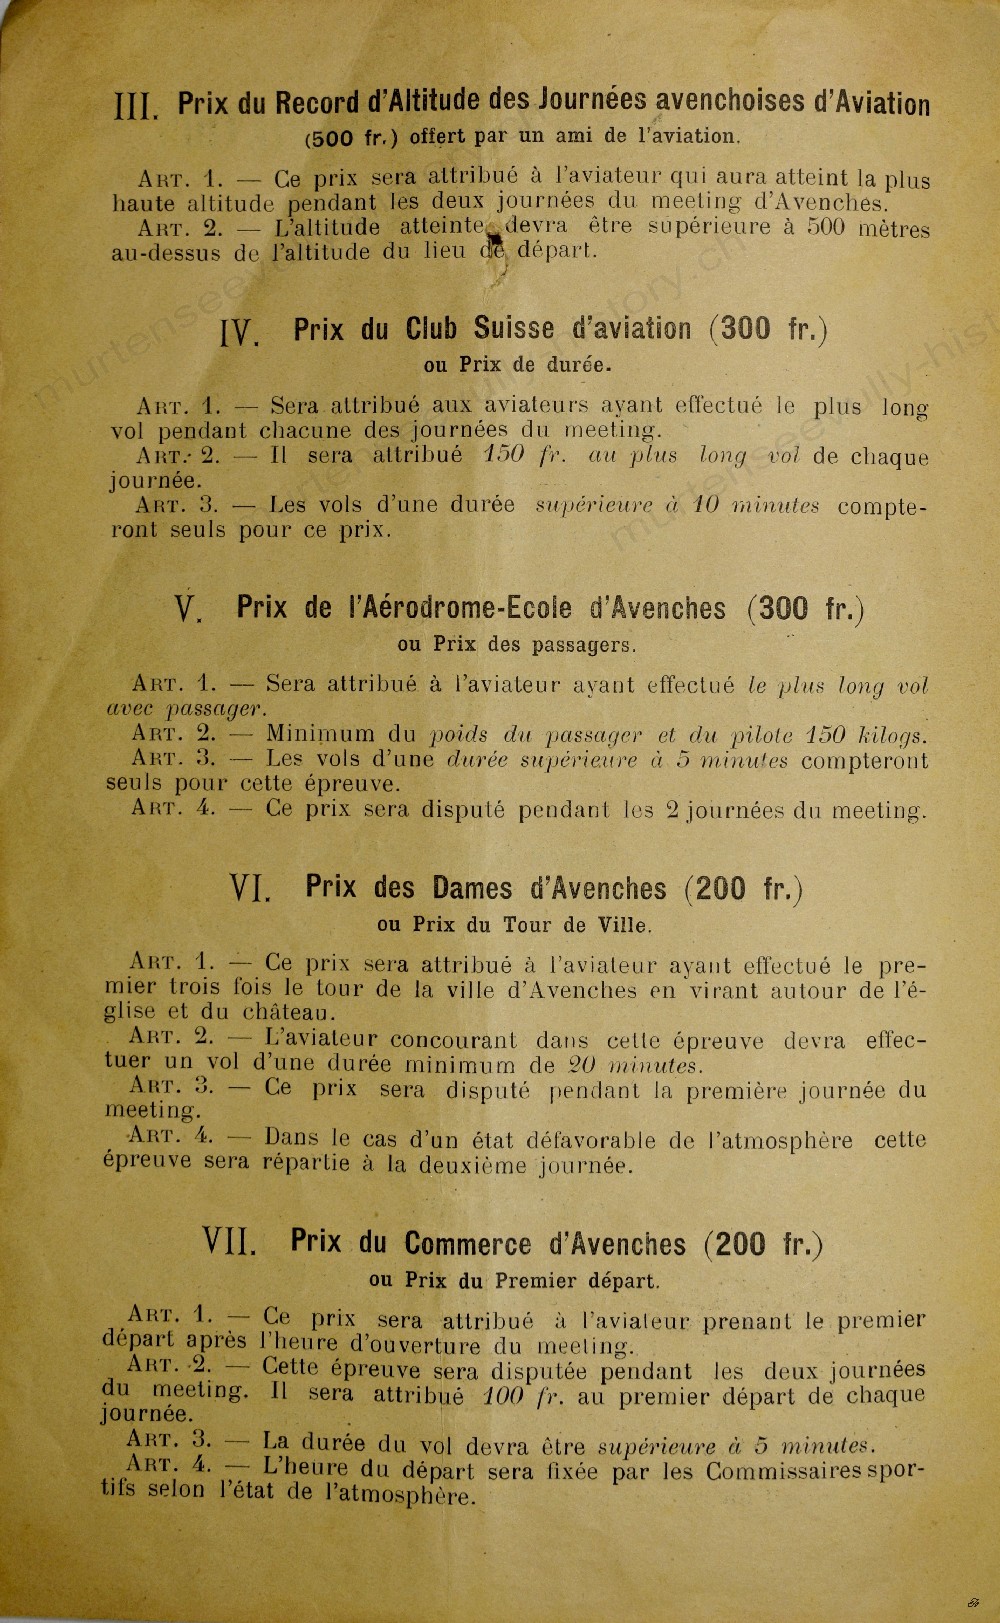 III. Prix du Record d'Altitude des Journées avenchoises d'Aviation
(500 fr.) offert par un ami de l'aviation.
ART. 1. — Ce prix sera attribué à l'aviateur qui aura atteint la plus
haute altitude pendant les deux journées du meeting d'Avenches.
ART. 2. — L'altitude atteinte devra être supérieure à 500 mètres
au-dessus de l'altitude du lieu de départ.
IV. Prix du Club Suisse d'aviation (300 fr.)
ou Prix de durée.
ART. 1. — Sera attribué aux aviateurs ayant effectué le plus long
vol pendant chacune des journées du meeting.
ART. 2. — Il sera attribué 150 fr. au plus long vol de chaque
journée.
ART. 3. — Les vols d'une durée supérieure à 10 minutes compte-
ront seuls pour ce prix.
V. Prix de l'Aérodrome-Ecole d'Avenches (300 fr.)
ou Prix des passagers.
ART. 1. — Sera attribué à l'aviateur ayant effectué le plus long vol
avec passager.
ART. 2. — Minimum du poids du passager et du pilote 150 kilogs.
ART. 3. — Les vols d'une durée supérieure à 5 minutes compteront
seuls pour cette épreuve.
ART. 4. — Ce prix sera disputé pendant les 2 journées du meeting.
VI. Prix des Dames d'Avenches (200 fr.)
ou Prix du Tour de Ville.
ART. 1. — Ce prix sera attribué à l'aviateur ayant effectué le pre-
mier trois fois le tour de la ville d'Avenches en virant autour de l'é-
glise et du château.
ART. 2. — L'aviateur concourant dans cette épreuve devra effec-
tuer un vol d'une durée minimum de 20 minutes.
ART. 3. — Ce prix sera disputé pendant la première journée du
meeting.
ART. 4. — Dans le cas d'un état défavorable de l'atmosphère cette
épreuve sera répartie à la deuxième journée.
VII. Prix du Commerce d'Avenches (200 fr.)
ou Prix du Premier départ.
ART. 1. — Ce prix sera attribué à l'aviateur prenant le premier
départ après l'heure d'ouverture du meeting.
ART. 2. — Cette épreuve sera disputée pendant les deux journées
du meeting. Il sera attribué 100 fr. au premier départ de chaque
journée.
ART. 3. — La durée du vol devra être supérieure à 5 minutes.
ART. 4. — L'heure du départ sera fixée par les Commissaires spor-
tifs selon l'état de l'atmosphère.